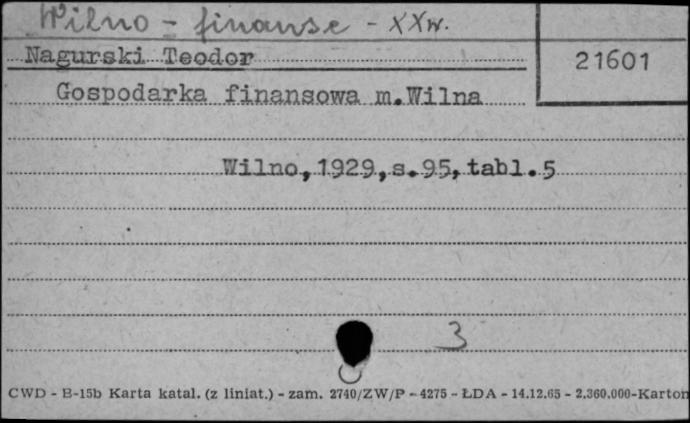 Wilno - finanse - XXw.
Nagurski Teodor
21601
Gospodarka finansowa m.Wilna
Wilno,1929,s.95,tabl.5
3
CWD - B-15b Karta katal. (z liniat.) - zam. 2740/ZW/P - 4275 - ŁDA - 14.12.65 - 2.360.000-Karton